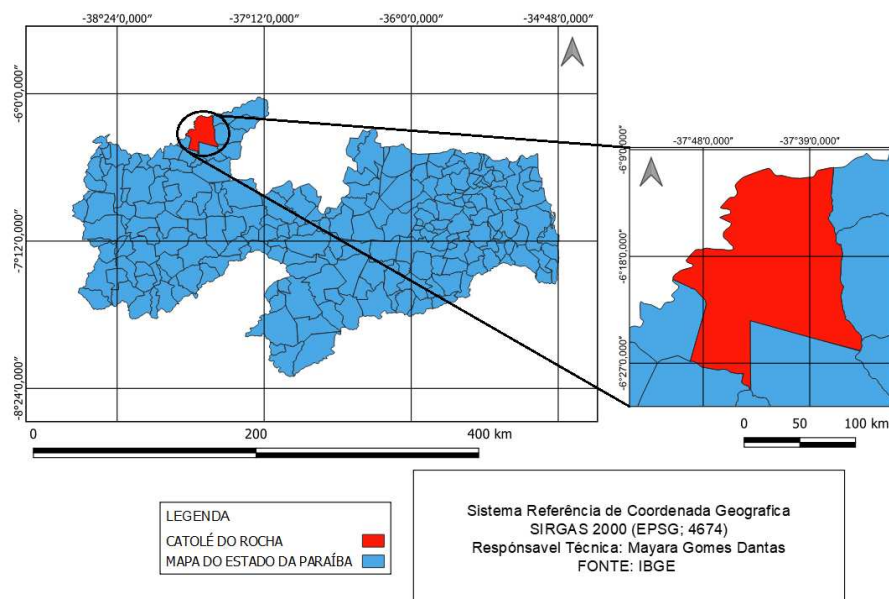 -38°24'0,000"
-37°12'0,000"
-36°0'0,000"
-34°48'0,000"
-6°0'0,000"
-7°12'0,000"
-8°24'0,000"
-37°48'0,000"
-37°39'0,000"
-6°9'0,000"
-6°18'0,000"
-6°27'0,000"
0
200
400 km
0
50
100 km
LEGENDA
CATOLÉ DO ROCHA
MAPA DO ESTADO DA PARAÍBA
Sistema Referência de Coordenada Geografica
SIRGAS 2000 (EPSG; 4674)
Respónsavel Técnica: Mayara Gomes Dantas
FONTE: IBGE